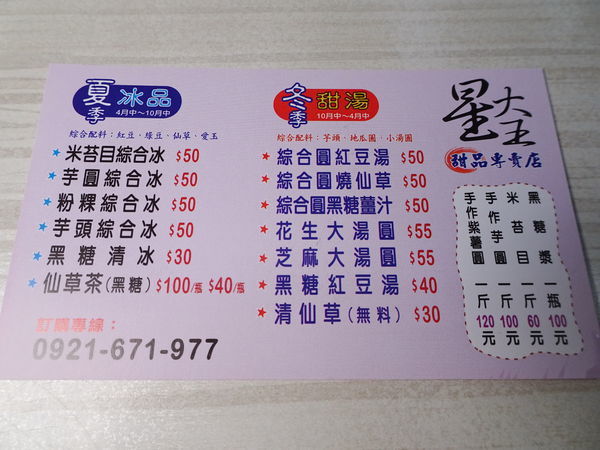 夏季 冰品
4月中～10月中
綜合配料：紅豆、綠豆、仙草、愛玉
★米苔目綜合冰 $50
★芋圓綜合冰 $50
★粉粿綜合冰 $50
★芋頭綜合冰 $50
★黑糖清冰 $30
★仙草茶(黑糖) $100/瓶 $40/瓶
訂購專線：
0921-671-977
冬季 甜湯
10月中～4月中
綜合配料：芋頭、地瓜圓、小湯圓
★綜合圓紅豆湯 $50
★綜合圓燒仙草 $50
★綜合圓黑糖薑汁 $50
★花生大湯圓 $55
★芝麻大湯圓 $55
★黑糖紅豆湯 $40
★清仙草(無料) $30
星大王
甜品專賣店
黑糖漿 一瓶100元
米苔目 一斤60元
手作芋圓 一斤100元
手作紫薯圓 一斤120元